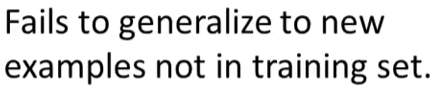 Fails to generalize to new
examples not in training set.